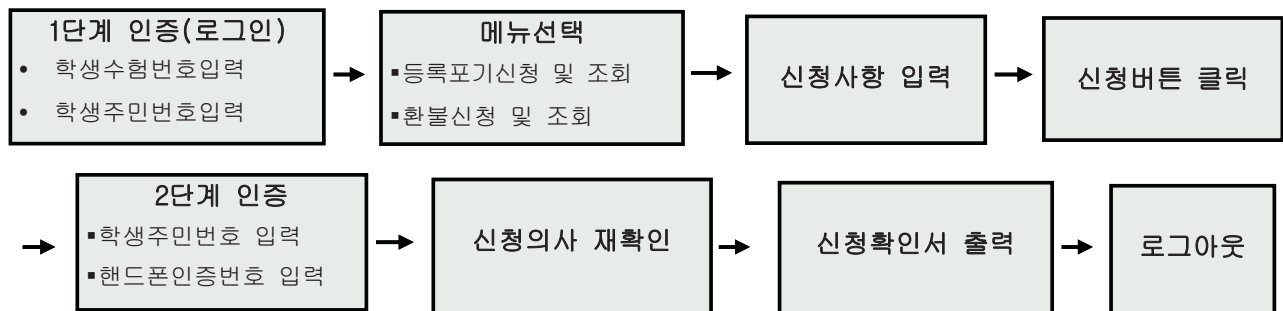 1단계 인증(로그인)
• 학생수험번호입력
• 학생주민번호입력
메뉴선택
▪등록포기신청 및 조회
▪환불신청 및 조회
신청사항 입력
신청버튼 클릭
2단계 인증
▪학생주민번호 입력
▪핸드폰인증번호 입력
신청의사 재확인
신청확인서 출력
로그아웃